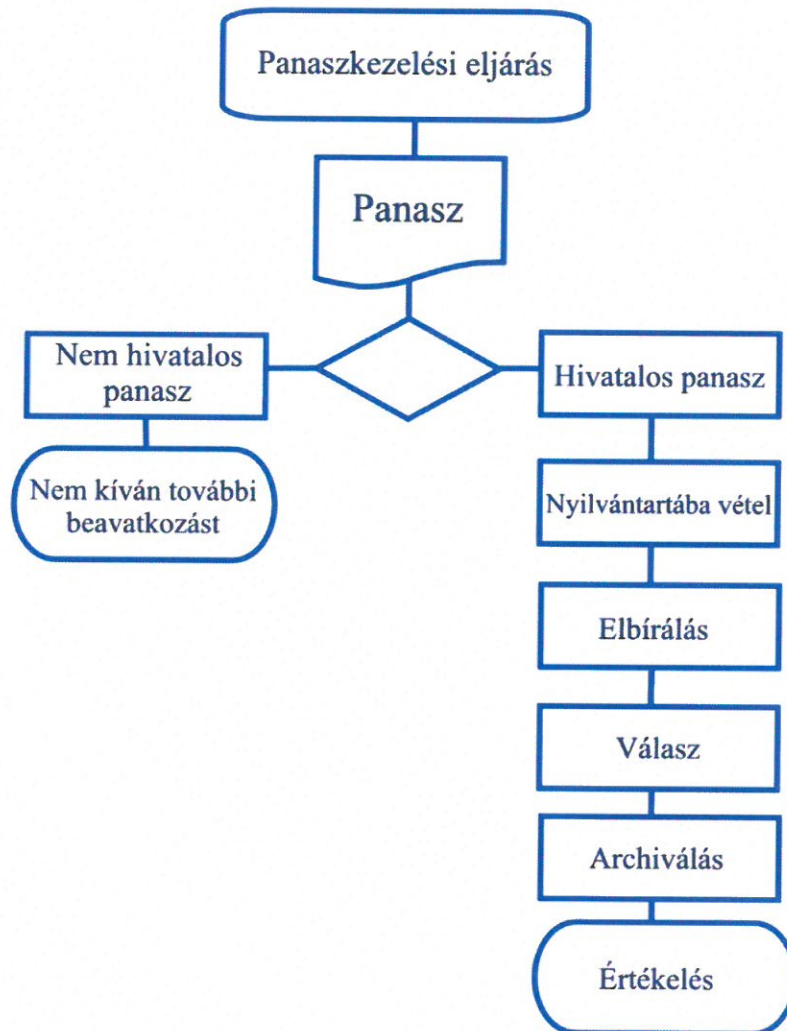 Panaszkezelési eljárás
Panasz
Nem hivatalos
panasz
Nem kíván további
beavatkozást
Hivatalos panasz
Nyilvántartába vétel
Elbírálás
Válasz
Archiválás
Értékelés